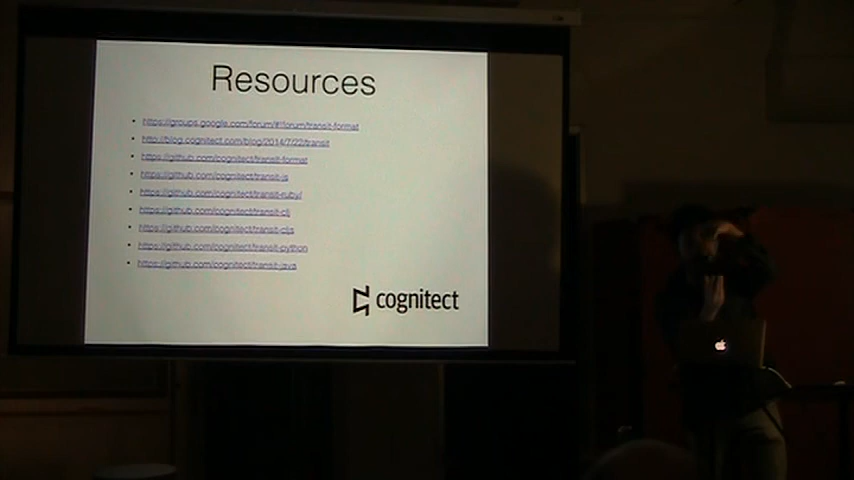 Resources
https://groups.google.com/forum/#!forum/transit-format
http://blog.cognitect.com/blog/2014/7/22/transit
https://github.com/cognitect/transit-format
https://github.com/cognitect/transit-js
https://github.com/cognitect/transit-ruby/
https://github.com/cognitect/transit-clj
https://github.com/cognitect/transit-cljs
https://github.com/cognitect/transit-python
https://github.com/cognitect/transit-java
cognitect